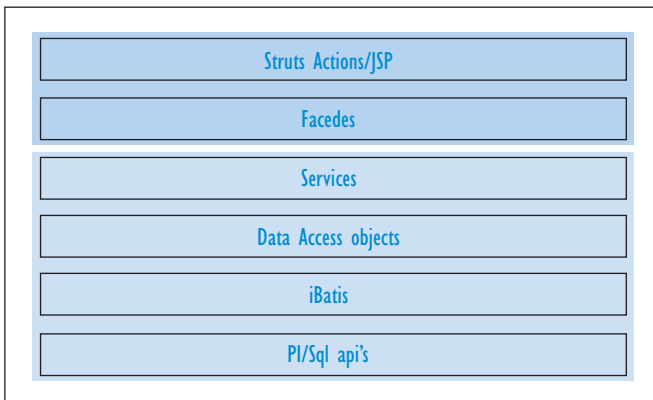 Struts Actions/JSP
Facedes
Services
Data Access objects
iBatis
Pl/Sql api's